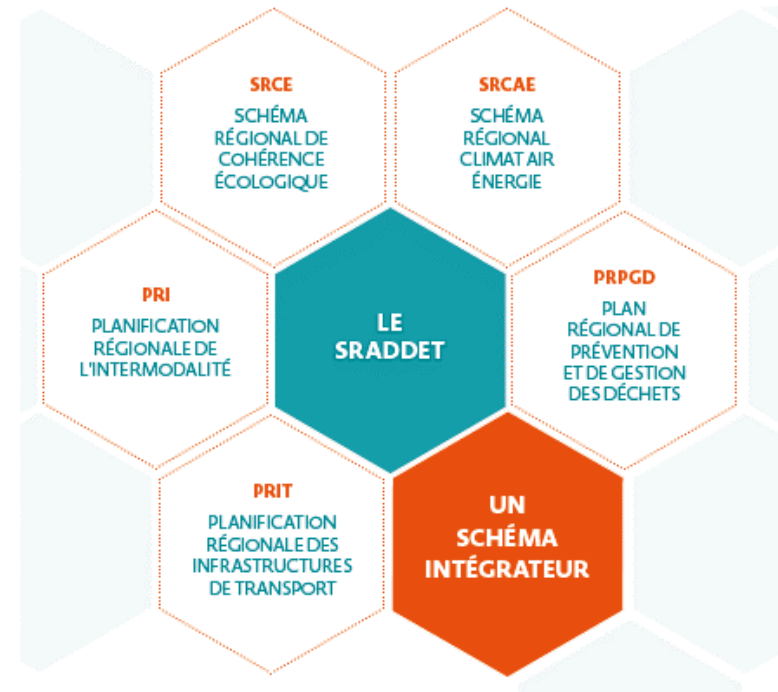 SRCE
SCHÉMA
RÉGIONAL DE
COHÉRENCE
ÉCOLOGIQUE
SRCAE
SCHÉMA
RÉGIONAL
CLIMAT AIR
ÉNERGIE
PRI
PLANIFICATION
RÉGIONALE DE
L'INTERMODALITÉ
LE
SRADDET
PRPGD
PLAN
RÉGIONAL DE
PRÉVENTION
ET DE GESTION
DES DÉCHETS
PRIT
PLANIFICATION
RÉGIONALE DES
INFRASTRUCTURES
DE TRANSPORT
UN
SCHÉMA
INTÉGRATEUR